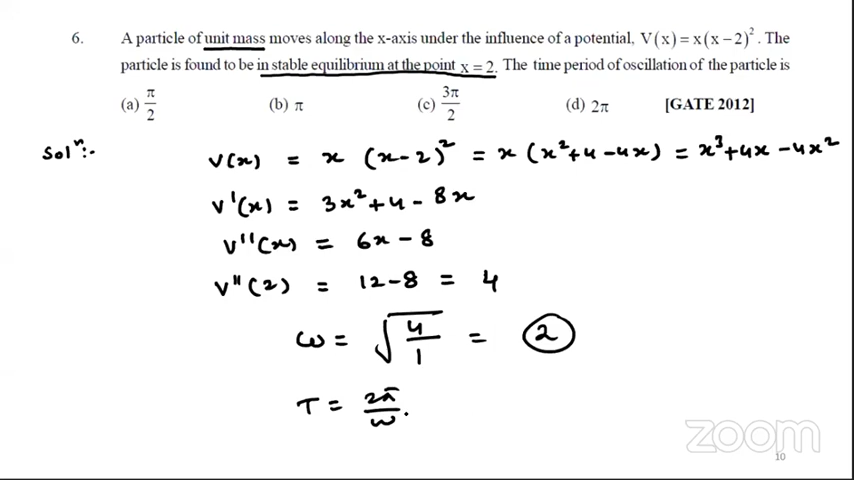 6. A particle of unit mass moves along the x-axis under the influence of a potential, V(x) = x(x−2)². The
particle is found to be in stable equilibrium at the point x = 2. The time period of oscillation of the particle is
(a) π/2 (b) π (c) 3π/2 (d) 2π [GATE 2012]
Solⁿ:- V(x) = x (x-2)² = x (x²+4-4x) = x³+4x-4x²
V'(x) = 3x²+4-8x
V''(x) = 6x-8
V''(2) = 12-8 = 4
ω = √(4/1) = 2
T = 2π/ω.
zoom
10